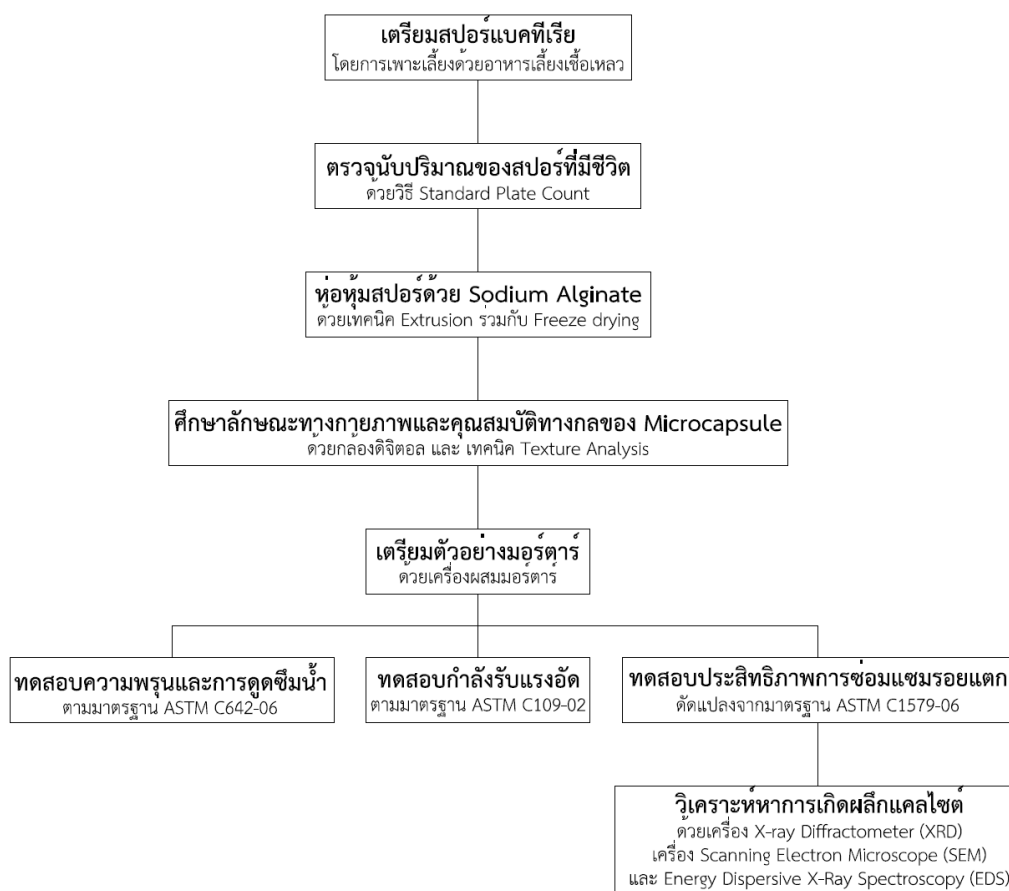 เตรียมสปอร์แบคทีเรีย
โดยการเพาะเลี้ยงด้วยอาหารเลี้ยงเชื้อเหลว
ตรวจนับปริมาณของสปอร์ที่มีชีวิต
ด้วยวิธี Standard Plate Count
ห่อหุ้มสปอร์ด้วย Sodium Alginate
ด้วยเทคนิค Extrusion ร่วมกับ Freeze drying
ศึกษาลักษณะทางกายภาพและคุณสมบัติทางกลของ Microcapsule
ด้วยกล้องดิจิตอล และ เทคนิค Texture Analysis
เตรียมตัวอย่างมอร์ตาร์
ด้วยเครื่องผสมมอร์ตาร์
ทดสอบความพรุนและการดูดซึมน้ำ
ตามมาตรฐาน ASTM C642-06
ทดสอบกำลังรับแรงอัด
ตามมาตรฐาน ASTM C109-02
ทดสอบประสิทธิภาพการซ่อมแซมรอยแตก
ดัดแปลงจากมาตรฐาน ASTM C1579-06
วิเคราะห์หาการเกิดผลึกแคลไซต์
ด้วยเครื่อง X-ray Diffractometer (XRD)
เครื่อง Scanning Electron Microscope (SEM)
และ Energy Dispersive X-Ray Spectroscopy (EDS)